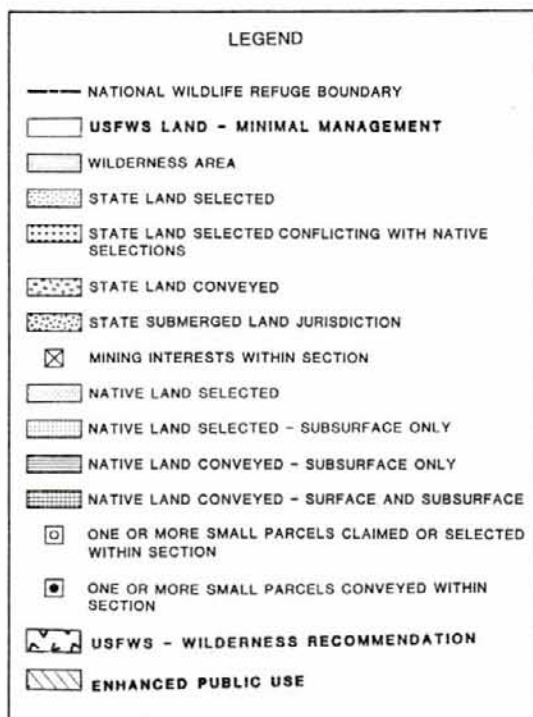 LEGEND
NATIONAL WILDLIFE REFUGE BOUNDARY
USFWS LAND - MINIMAL MANAGEMENT
WILDERNESS AREA
STATE LAND SELECTED
STATE LAND SELECTED CONFLICTING WITH NATIVE
SELECTIONS
STATE LAND CONVEYED
STATE SUBMERGED LAND JURISDICTION
MINING INTERESTS WITHIN SECTION
NATIVE LAND SELECTED
NATIVE LAND SELECTED - SUBSURFACE ONLY
NATIVE LAND CONVEYED - SUBSURFACE ONLY
NATIVE LAND CONVEYED - SURFACE AND SUBSURFACE
ONE OR MORE SMALL PARCELS CLAIMED OR SELECTED
WITHIN SECTION
ONE OR MORE SMALL PARCELS CONVEYED WITHIN
SECTION
USFWS - WILDERNESS RECOMMENDATION
ENHANCED PUBLIC USE